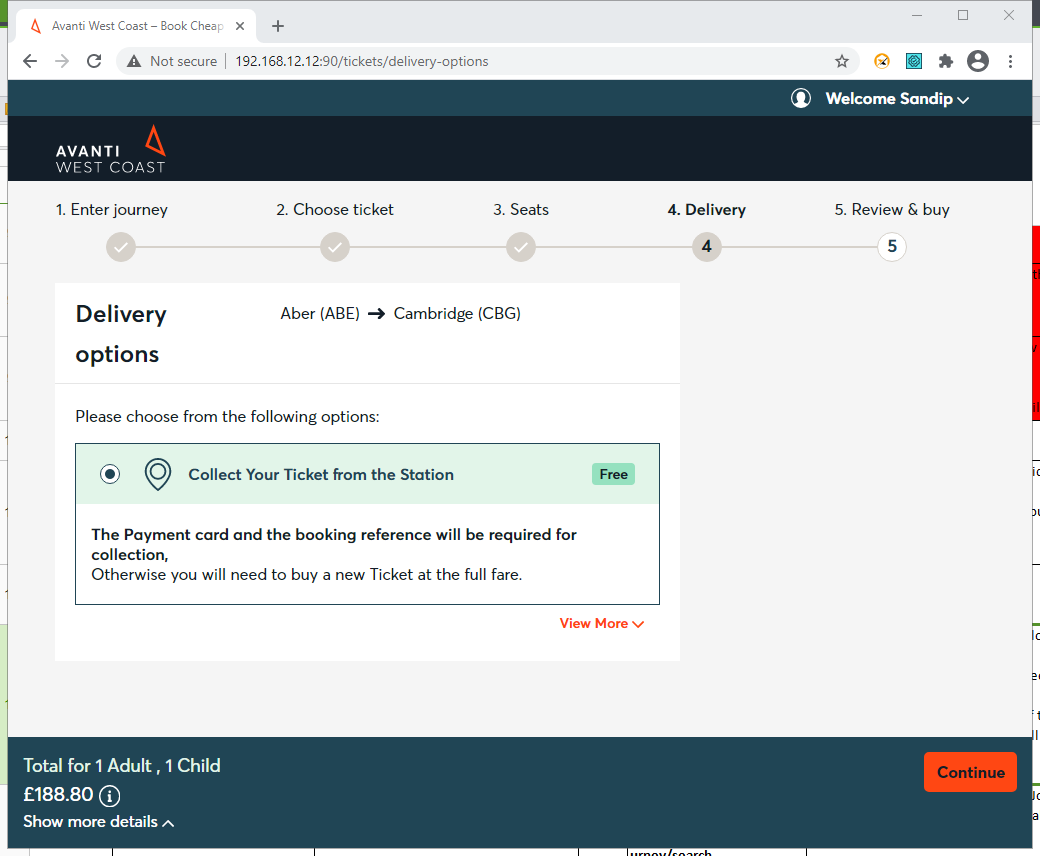 Avanti West Coast – Book Cheap
Not secure 192.168.12.12:90/tickets/delivery-options
Welcome Sandip
AVANTI
WEST COAST
1. Enter journey 2. Choose ticket 3. Seats 4. Delivery 5. Review & buy
4 5
Delivery
options
Aber (ABE) → Cambridge (CBG)
Please choose from the following options:
Collect Your Ticket from the Station Free
The Payment card and the booking reference will be required for
collection,
Otherwise you will need to buy a new Ticket at the full fare.
View More
Total for 1 Adult , 1 Child
£188.80
Show more details
Continue
urney/search